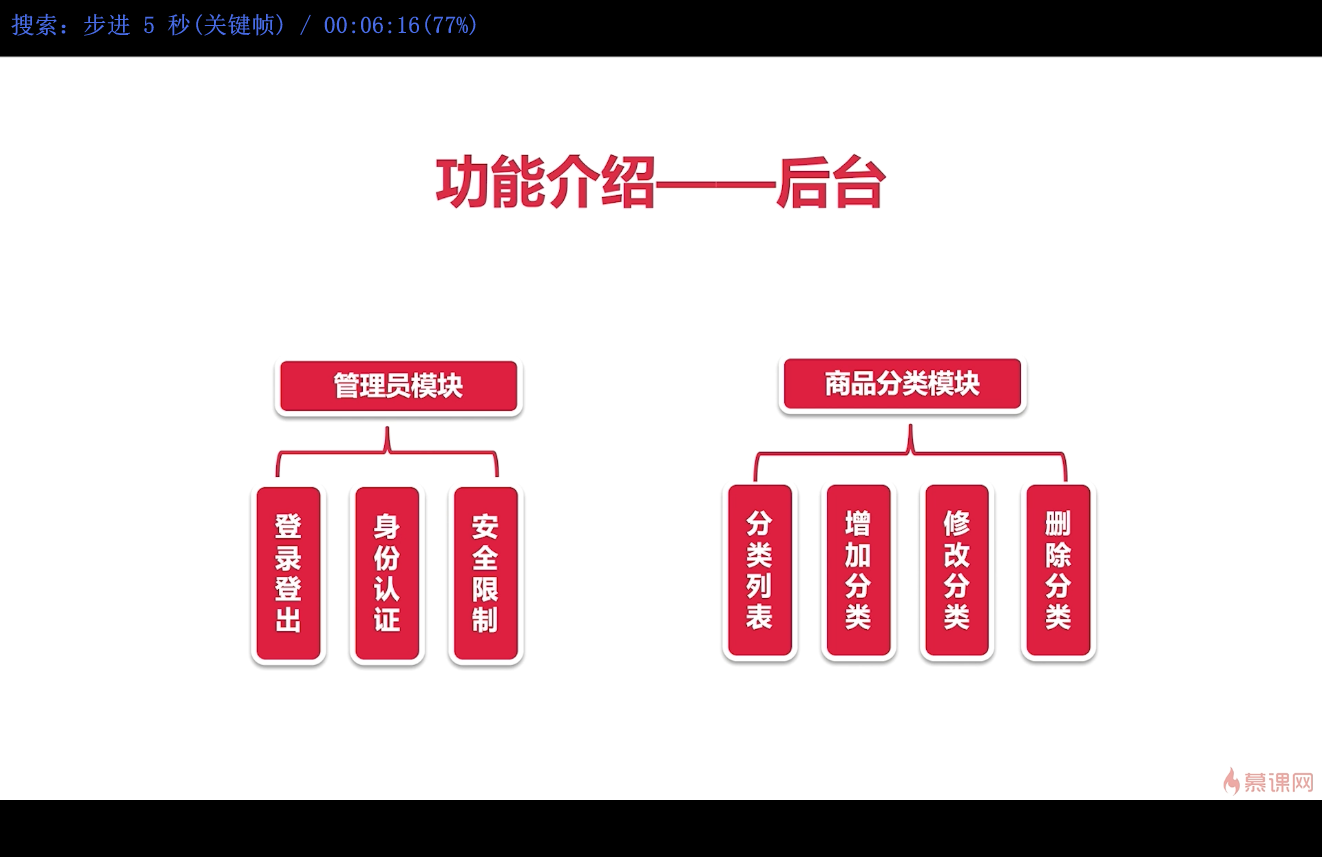 搜索: 步进 5 秒(关键帧) / 00:06:16(77%)
功能介绍——后台
管理员模块
商品分类模块
登录登出
身份认证
安全限制
分类列表
增加分类
修改分类
删除分类
慕课网